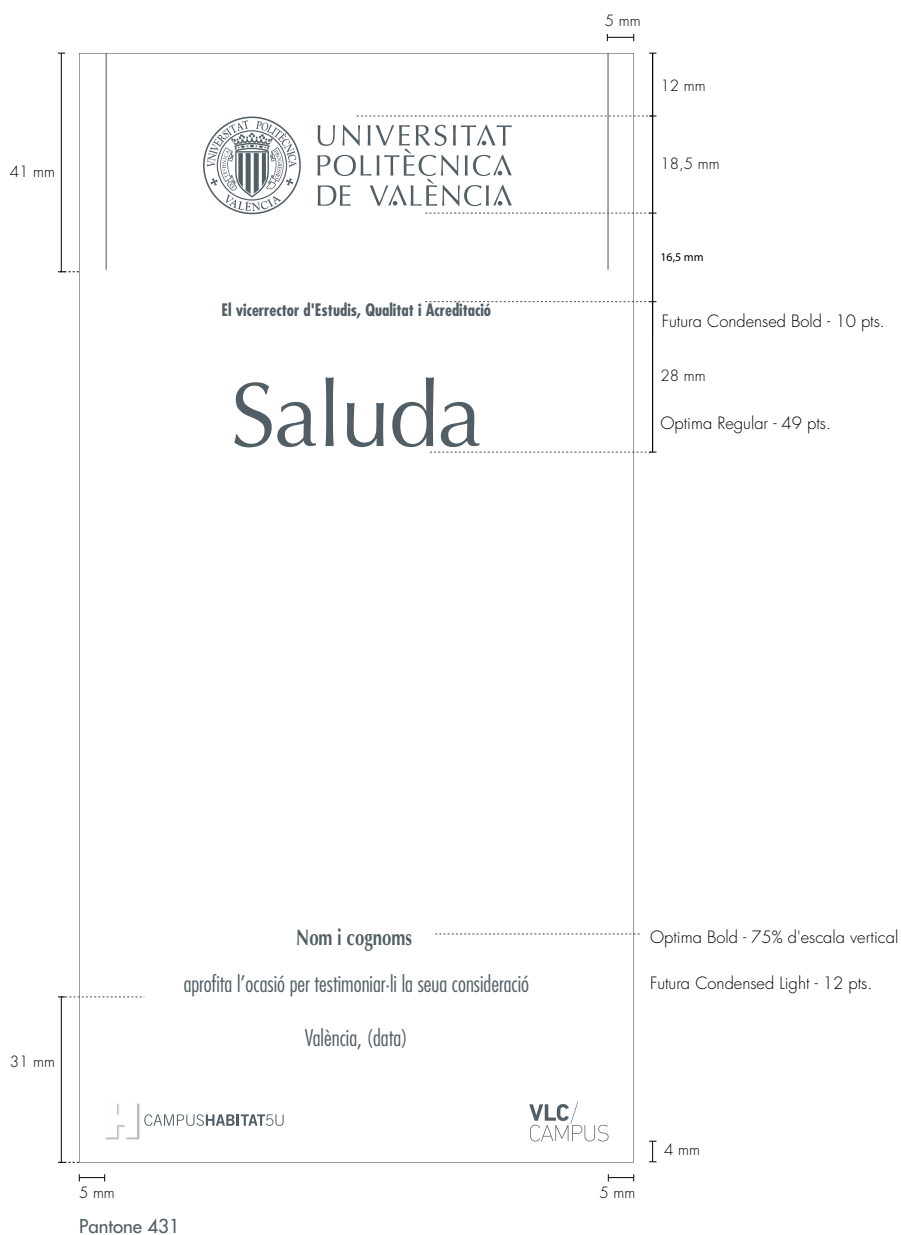 5 mm
12 mm
41 mm
UNIVERSITAT POLITÈCNICA
VALÈNCIA
UNIVERSITAT
POLITÈCNICA
DE VALÈNCIA
18,5 mm
16,5 mm
El vicerrector d'Estudis, Qualitat i Acreditació
Futura Condensed Bold - 10 pts.
28 mm
Saluda
Optima Regular - 49 pts.
Nom i cognoms
Optima Bold - 75% d'escala vertical
aprofita l'ocasió per testimoniar·li la seua consideració
Futura Condensed Light - 12 pts.
València, (data)
31 mm
H CAMPUSHABITAT5U
VLC/
CAMPUS
4 mm
5 mm
5 mm
Pantone 431